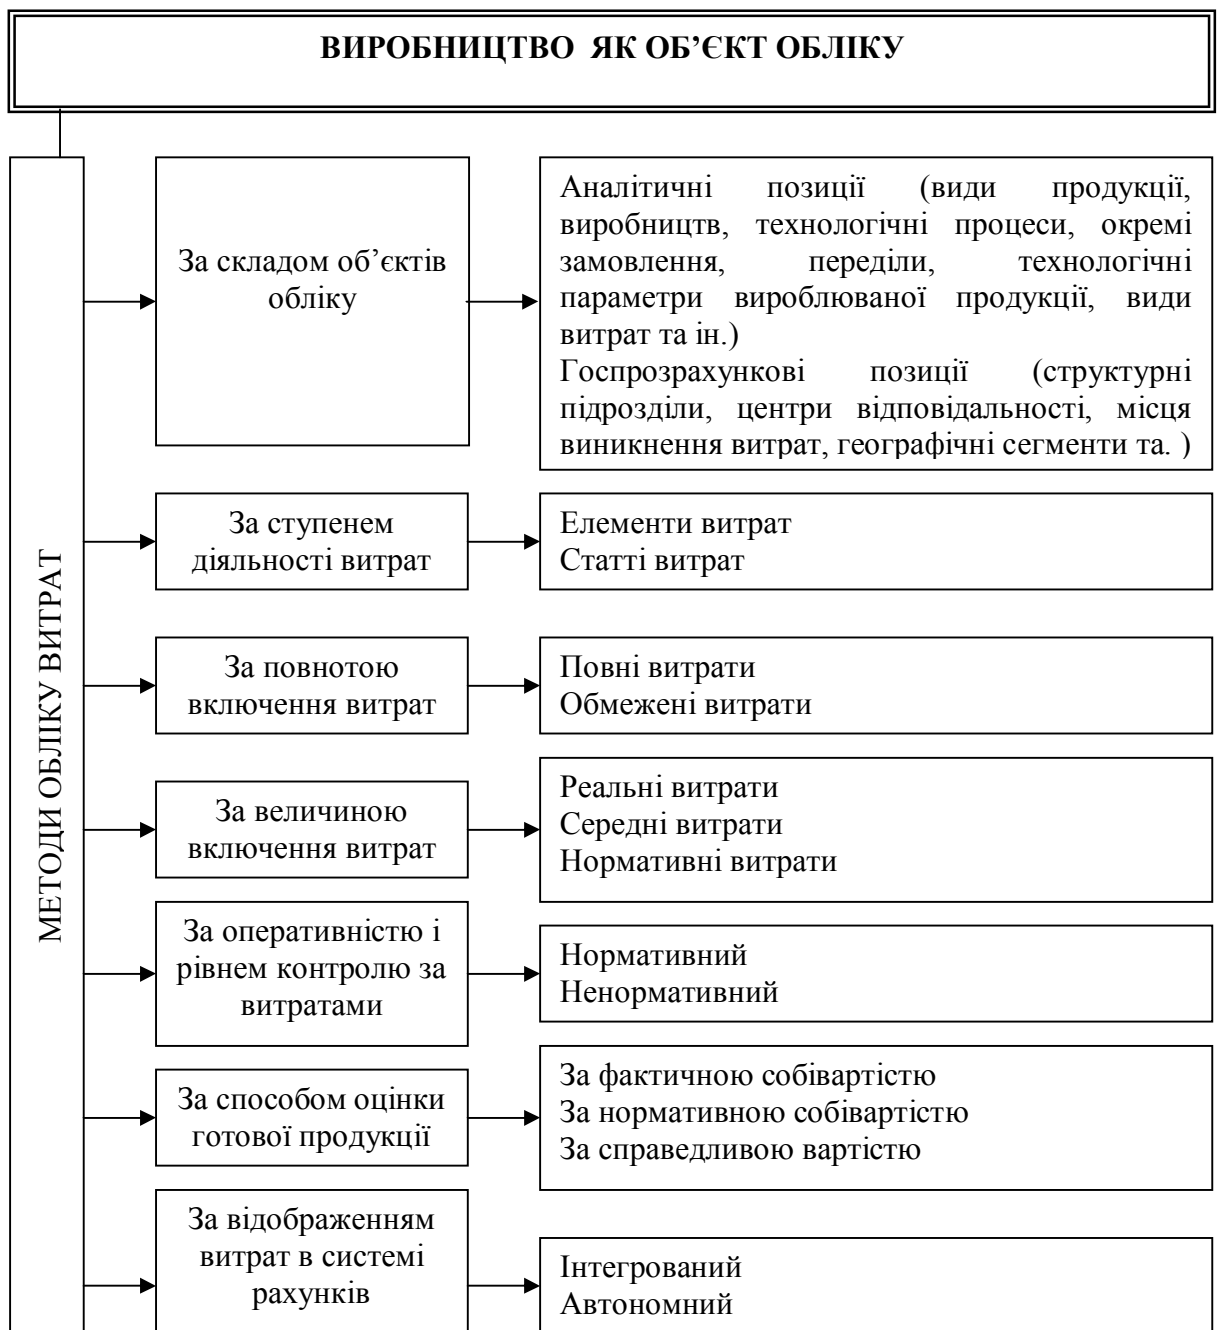 ВИРОБНИЦТВО ЯК ОБ’ЄКТ ОБЛІКУ
МЕТОДИ ОБЛІКУ ВИТРАТ
За складом об’єктів
обліку
Аналітичні позиції (види продукції,
виробництв, технологічні процеси, окремі
замовлення, переділи, технологічні
параметри вироблюваної продукції, види
витрат та ін.)
Госпрозрахункові позиції (структурні
підрозділи, центри відповідальності, місця
виникнення витрат, географічні сегменти та. )
За ступенем
діяльності витрат
Елементи витрат
Статті витрат
За повнотою
включення витрат
Повні витрати
Обмежені витрати
За величиною
включення витрат
Реальні витрати
Середні витрати
Нормативні витрати
За оперативністю і
рівнем контролю за
витратами
Нормативний
Ненормативний
За способом оцінки
готової продукції
За фактичною собівартістю
За нормативною собівартістю
За справедливою вартістю
За відображенням
витрат в системі
рахунків
Інтегрований
Автономний